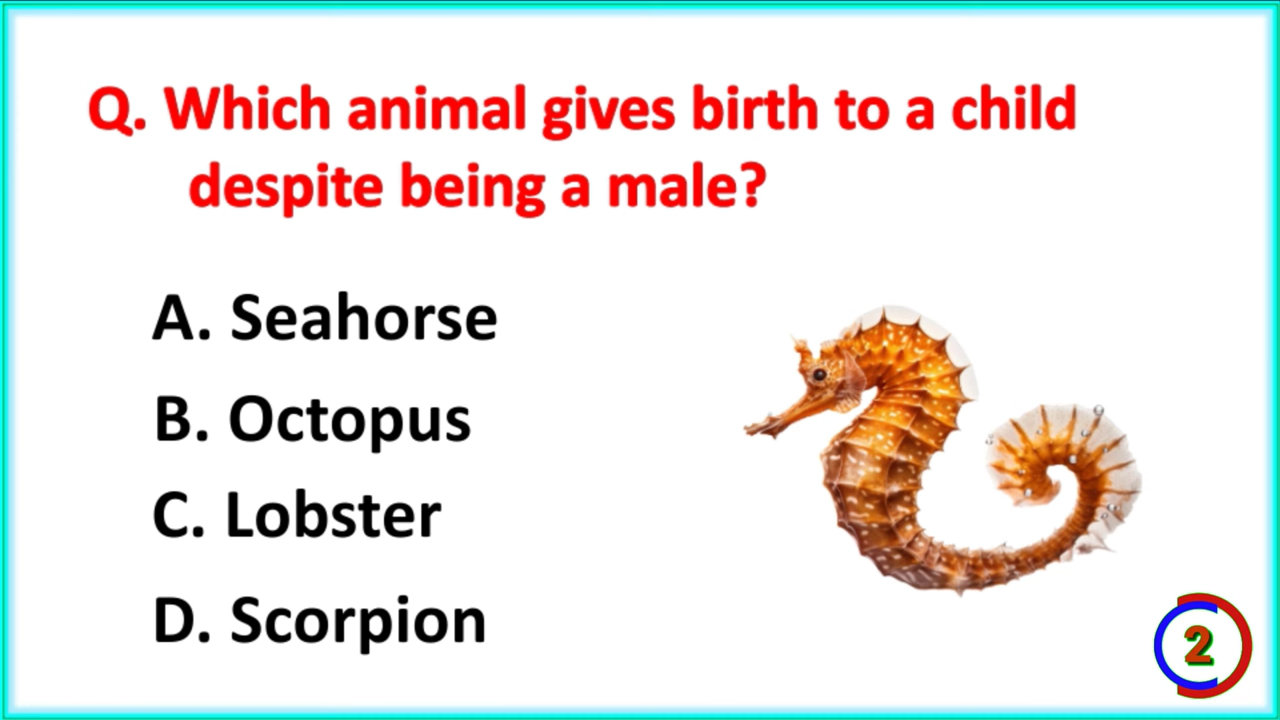 Q. Which animal gives birth to a child
despite being a male?
A. Seahorse
B. Octopus
C. Lobster
D. Scorpion
2